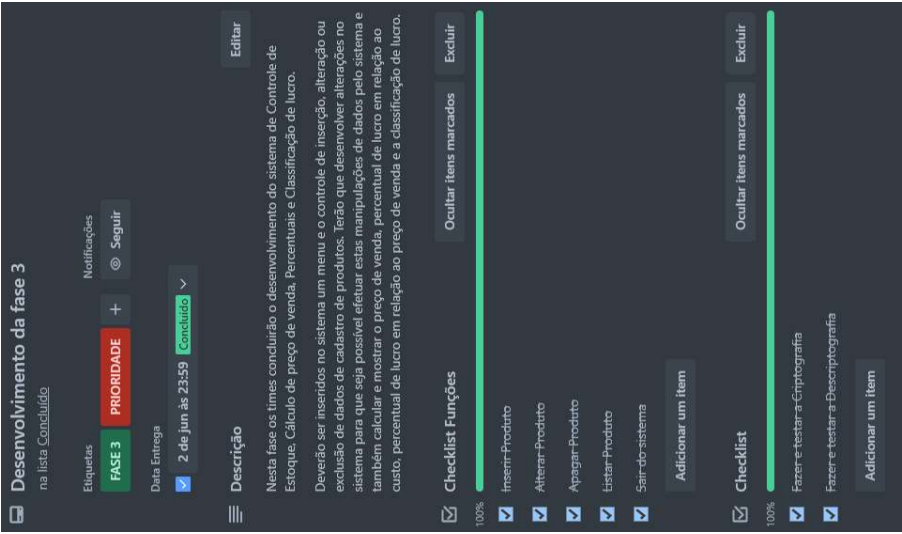 Desenvolvimento da fase 3
na lista Concluído
Etiquetas
Notificações
FASE 3 PRIORIDADE + Seguir
Data Entrega
2 de jun às 23:59 Concluído
Descrição Editar
Nesta fase os times concluirão o desenvolvimento do sistema de Controle de
Estoque, Cálculo de preço de venda, Percentuais e Classificação de lucro.
Deverão ser inseridos no sistema um menu e o controle de inserção, alteração ou
exclusão de dados de cadastro de produtos. Terão que desenvolver alterações no
sistema para que seja possível efetuar estas manipulações de dados pelo sistema e
também calcular e mostrar o preço de venda, percentual de lucro em relação ao
custo, percentual de lucro em relação ao preço de venda e a classificação de lucro.
Checklist Funções Ocultar itens marcados Excluir
100%
Inserir Produto
Alterar Produto
Apagar Produto
Listar Produto
Sair do sistema
Adicionar um item
Checklist Ocultar itens marcados Excluir
100%
Fazer e testar a Criptografia
Fazer e testar a Descriptografia
Adicionar um item